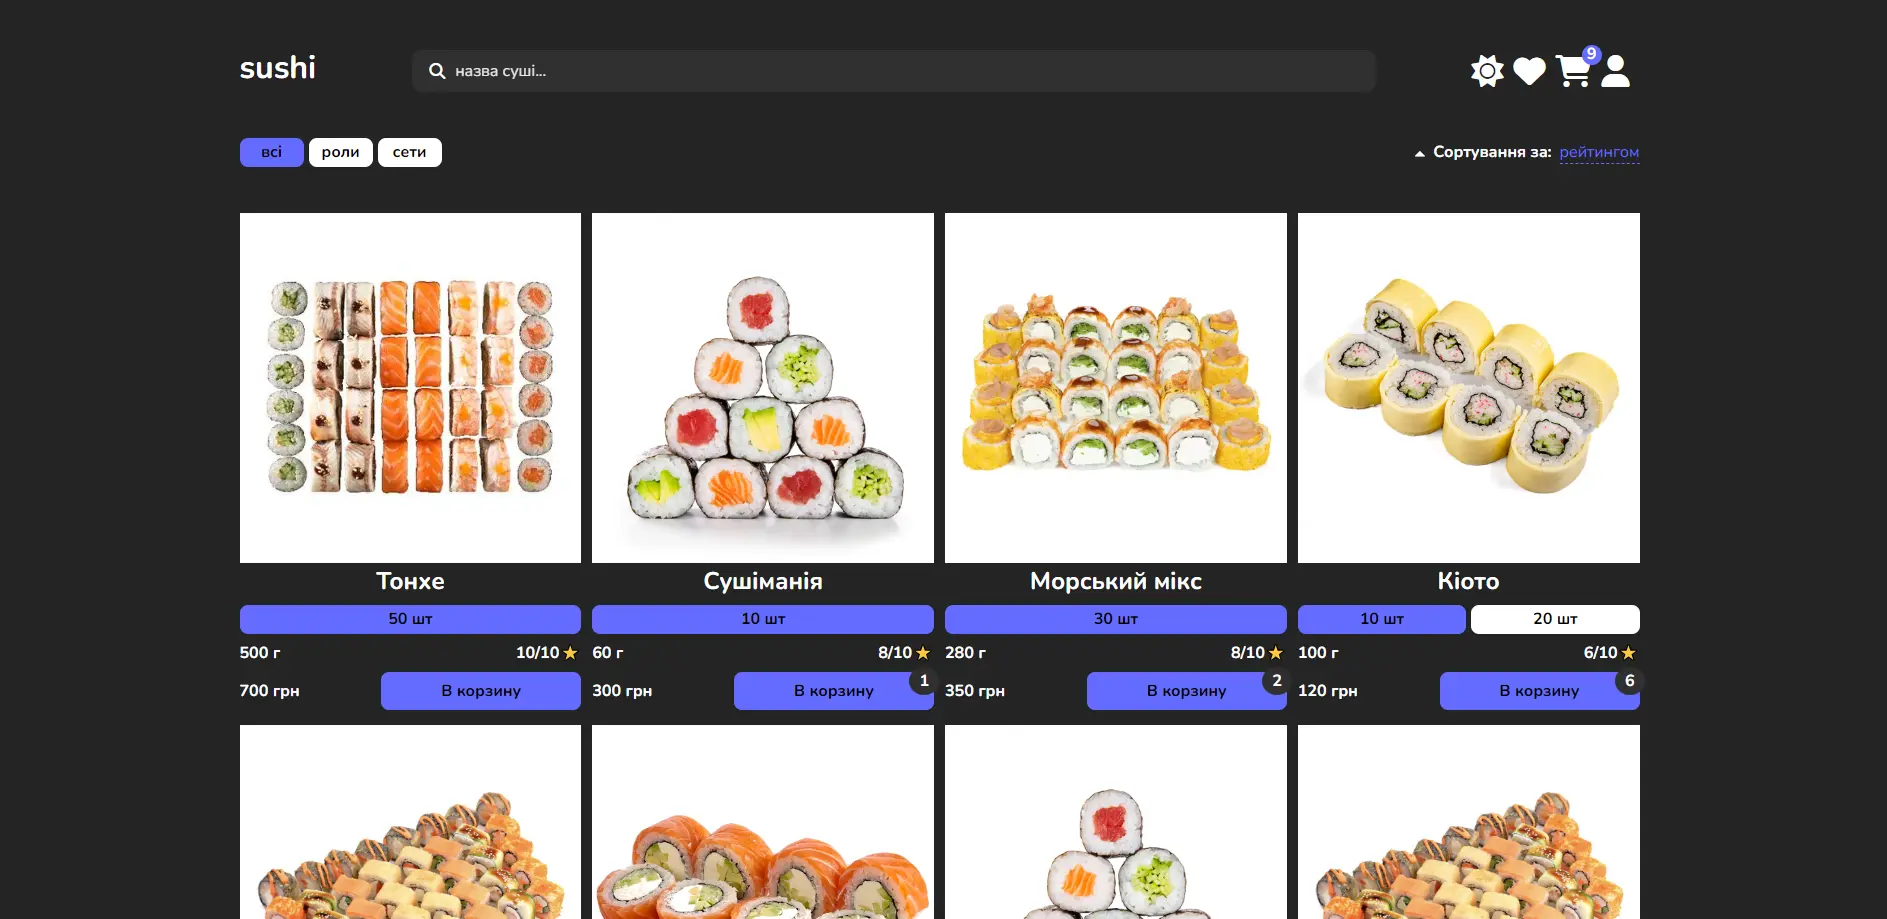 sushi
назва суші...
9
всі
роли
сети
Сортування за: рейтингом
Тонхе
50 шт
500 г
10/10
700 грн
В корзину
Сушіманія
10 шт
60 г
8/10
300 грн
В корзину
1
Морський мікс
30 шт
280 г
8/10
350 грн
В корзину
2
Кіото
10 шт
20 шт
100 г
6/10
120 грн
В корзину
6